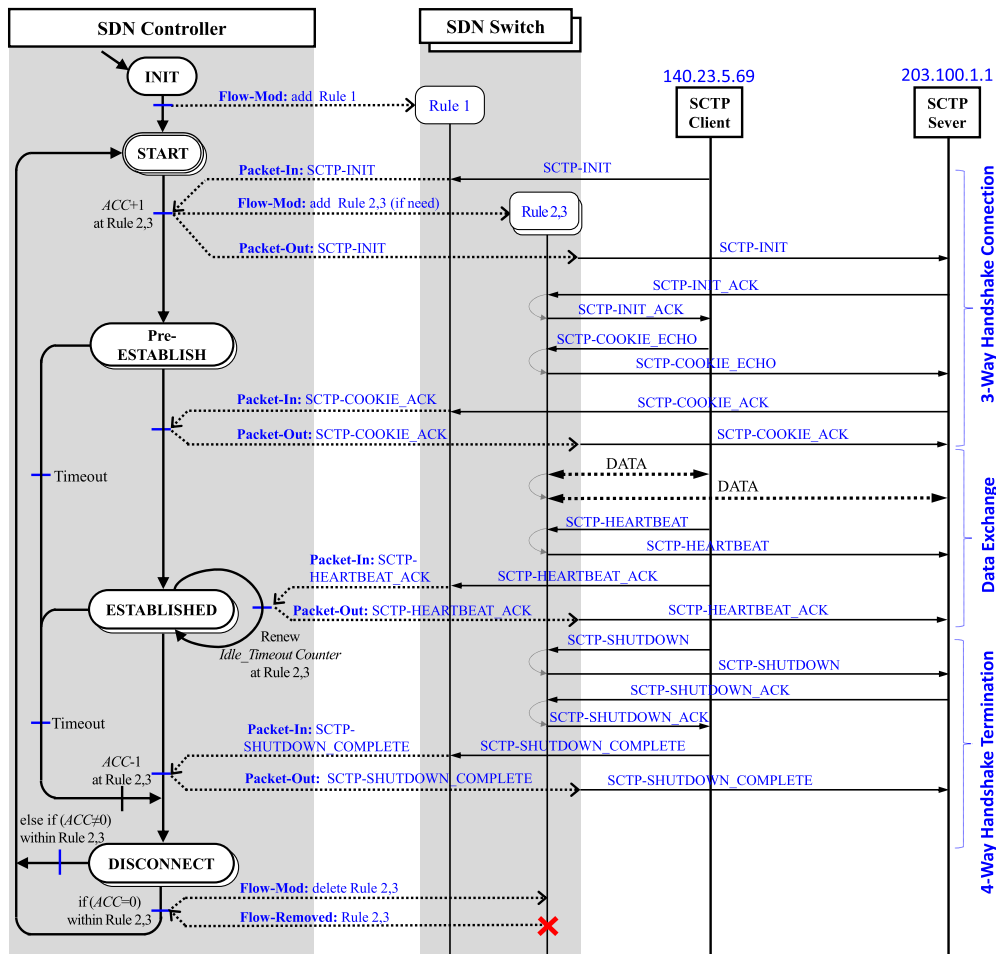 SDN Controller
SDN Switch
140.23.5.69
203.100.1.1
INIT
Flow-Mod: add Rule 1
Rule 1
SCTP
Client
SCTP
Sever
START
Packet-In: SCTP-INIT
SCTP-INIT
ACC+1
at Rule 2,3
Flow-Mod: add Rule 2,3 (if need)
Rule 2,3
Packet-Out: SCTP-INIT
SCTP-INIT
SCTP-INIT_ACK
SCTP-INIT_ACK
Pre-
ESTABLISH
SCTP-COOKIE_ECHO
SCTP-COOKIE_ECHO
Packet-In: SCTP-COOKIE_ACK
SCTP-COOKIE_ACK
Packet-Out: SCTP-COOKIE_ACK
SCTP-COOKIE_ACK
3-Way Handshake Connection
Timeout
DATA
DATA
SCTP-HEARTBEAT
SCTP-HEARTBEAT
Packet-In: SCTP-
HEARTBEAT_ACK
SCTP-HEARTBEAT_ACK
ESTABLISHED
Packet-Out: SCTP-HEARTBEAT_ACK
SCTP-HEARTBEAT_ACK
Data Exchange
Renew
Idle_Timeout Counter
at Rule 2,3
SCTP-SHUTDOWN
SCTP-SHUTDOWN
SCTP-SHUTDOWN_ACK
SCTP-SHUTDOWN_ACK
Timeout
Packet-In: SCTP-
SHUTDOWN_COMPLETE
SCTP-SHUTDOWN_COMPLETE
ACC-1
at Rule 2,3
Packet-Out: SCTP-SHUTDOWN_COMPLETE
SCTP-SHUTDOWN_COMPLETE
4-Way Handshake Termination
else if (ACC≠0)
within Rule 2,3
DISCONNECT
if (ACC=0)
within Rule 2,3
Flow-Mod: delete Rule 2,3
Flow-Removed: Rule 2,3